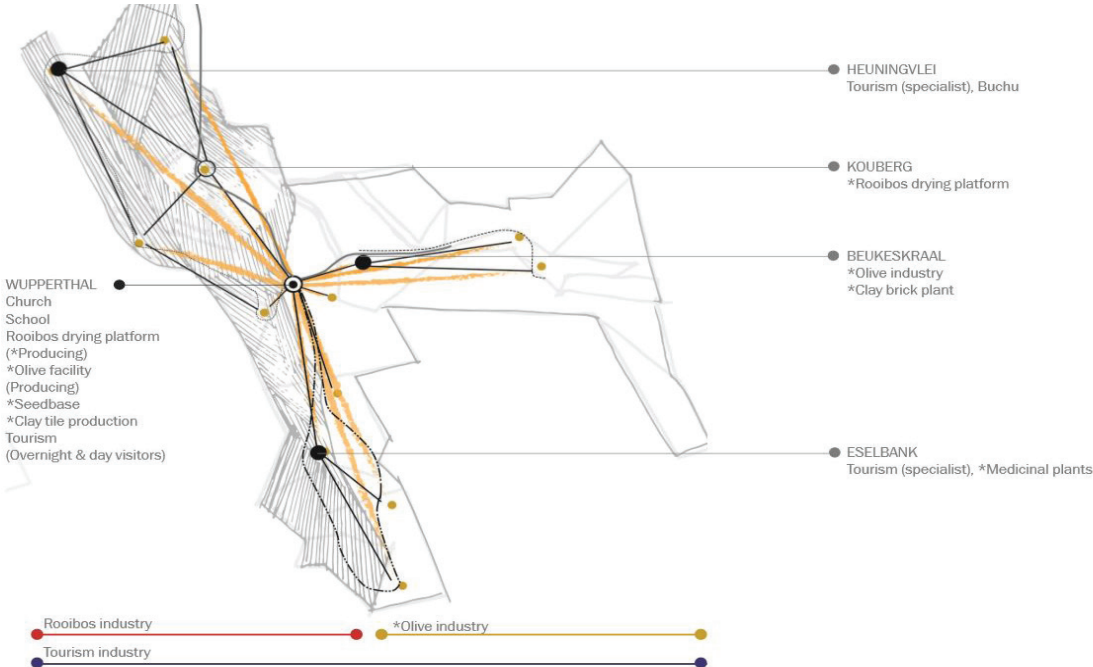 HEUNINGVLEI
Tourism (specialist), Buchu
KOUBERG
*Rooibos drying platform
BEUKESKRAAL
*Olive industry
*Clay brick plant
WUPPERTHAL
Church
School
Rooibos drying platform
(*Producing)
*Olive facility
(Producing)
*Seedbase
*Clay tile production
Tourism
(Overnight & day visitors)
ESELBANK
Tourism (specialist), *Medicinal plants
Rooibos industry
*Olive industry
Tourism industry